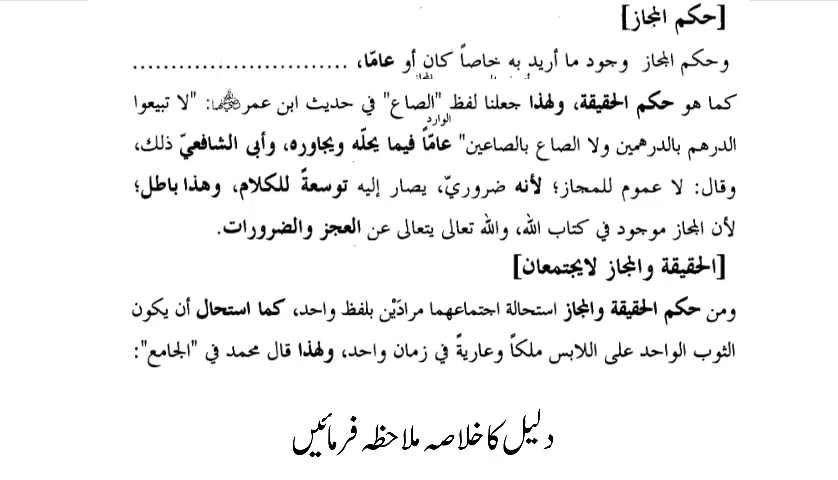 [حكم المجاز]
وحكم المجاز وجود ما أريد به خاصاً كان أو عامّا، ...........................
كما هو حكم الحقيقة، ولهذا جعلنا لفظ "الصاع" في حديث ابن عمر رضي الله عنهما: "لا تبيعوا
الوارد
الدرهم بالدرهمين ولا الصاع بالصاعين" عامّاً فيما يحلّه ويجاوره، وأبى الشافعيّ ذلك،
وقال: لا عموم للمجاز؛ لأنه ضروريّ، يصار إليه توسعةً للكلام، وهذا باطل؛
لأن المجاز موجود في كتاب الله، والله تعالى يتعالى عن العجز والضرورات.
[الحقيقة والمجاز لايجتمعان]
ومن حكم الحقيقة والمجاز استحالة اجتماعهما مرادَيْن بلفظ واحد، كما استحال أن يكون
الثوب الواحد على اللابس ملكاً وعاريةً في زمان واحد، ولهذا قال محمد في "الجامع":
دلیل کا خلاصہ ملاحظہ فرمائیں